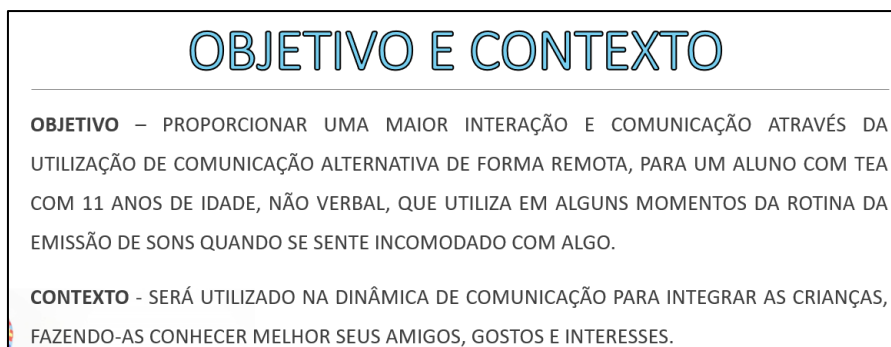 OBJETIVO E CONTEXTO
OBJETIVO – PROPORCIONAR UMA MAIOR INTERAÇÃO E COMUNICAÇÃO ATRAVÉS DA
UTILIZAÇÃO DE COMUNICAÇÃO ALTERNATIVA DE FORMA REMOTA, PARA UM ALUNO COM TEA
COM 11 ANOS DE IDADE, NÃO VERBAL, QUE UTILIZA EM ALGUNS MOMENTOS DA ROTINA DA
EMISSÃO DE SONS QUANDO SE SENTE INCOMODADO COM ALGO.
CONTEXTO - SERÁ UTILIZADO NA DINÂMICA DE COMUNICAÇÃO PARA INTEGRAR AS CRIANÇAS,
FAZENDO-AS CONHECER MELHOR SEUS AMIGOS, GOSTOS E INTERESSES.